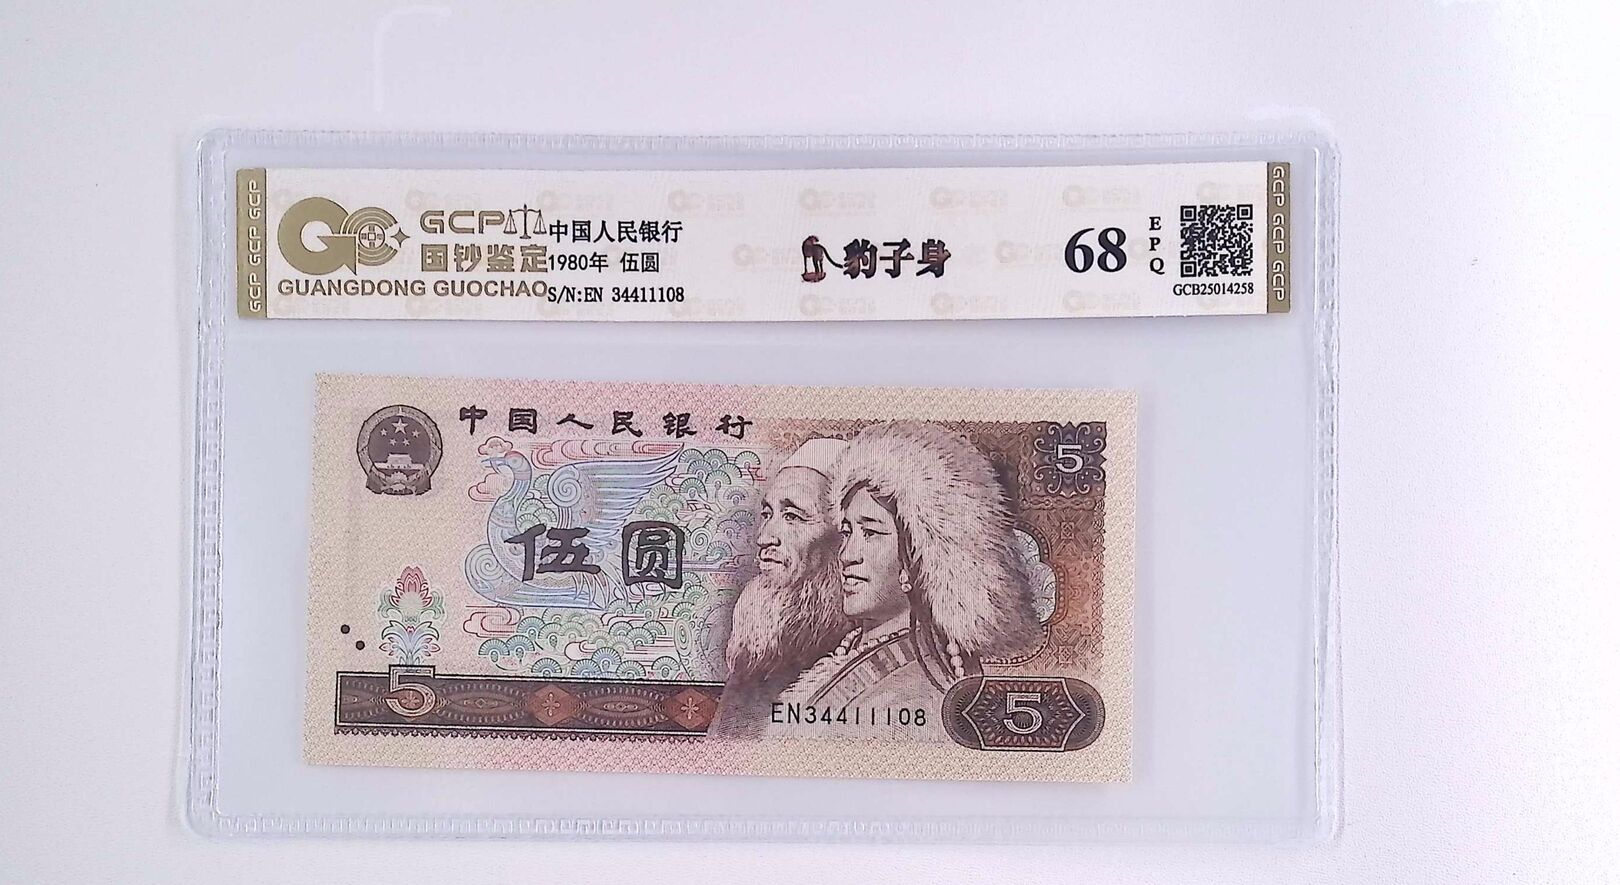 GCP GCP GCP
GCP
国钞鉴定
GUANGDONG GUOCHAO
中国人民银行
1980年 伍圆
S/N:EN 34411108
豹子身
68
EPQ
GCB25014258
GCP GCP GCP
中国人民银行
5
伍圆
5
EN34411108
5